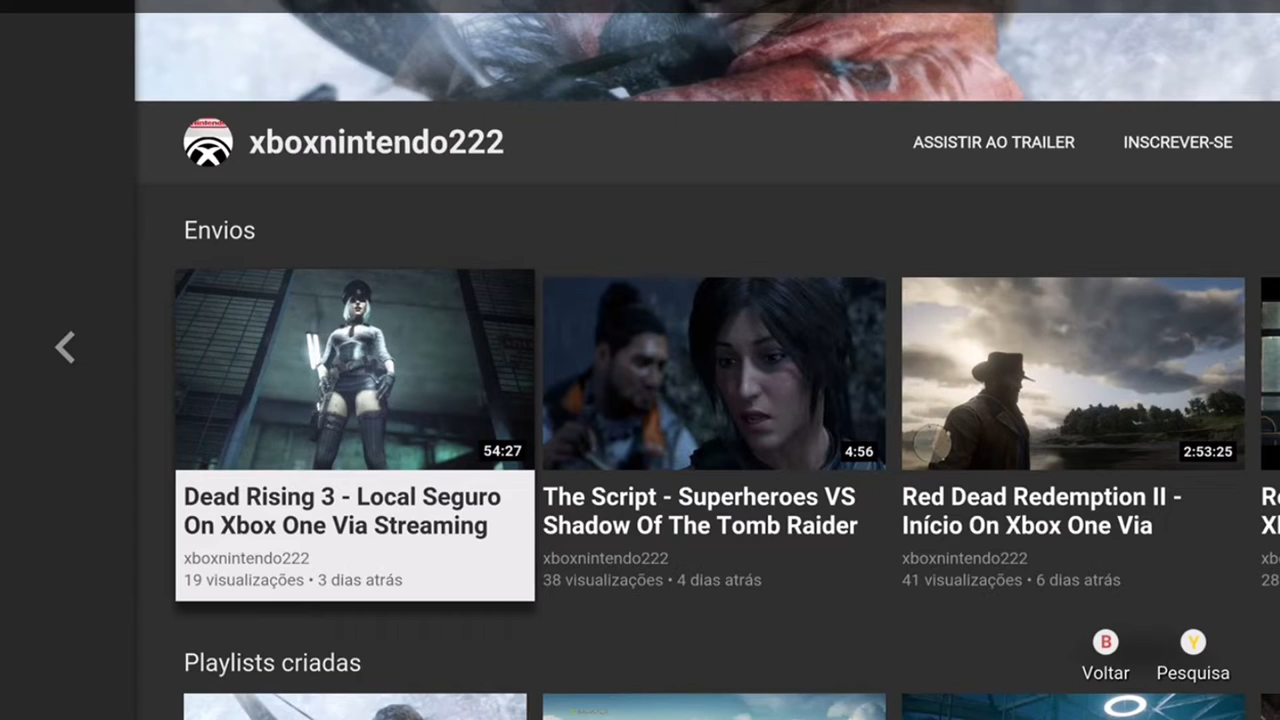 xboxnintendo222
ASSISTIR AO TRAILER
INSCREVER-SE
Envios
54:27
4:56
2:53:25
Dead Rising 3 - Local Seguro
On Xbox One Via Streaming
xboxnintendo222
19 visualizações • 3 dias atrás
The Script - Superheroes VS
Shadow Of The Tomb Raider
xboxnintendo222
38 visualizações • 4 dias atrás
Red Dead Redemption II -
Início On Xbox One Via
xboxnintendo222
41 visualizações • 6 dias atrás
28
B
Voltar
Y
Pesquisa
Playlists criadas